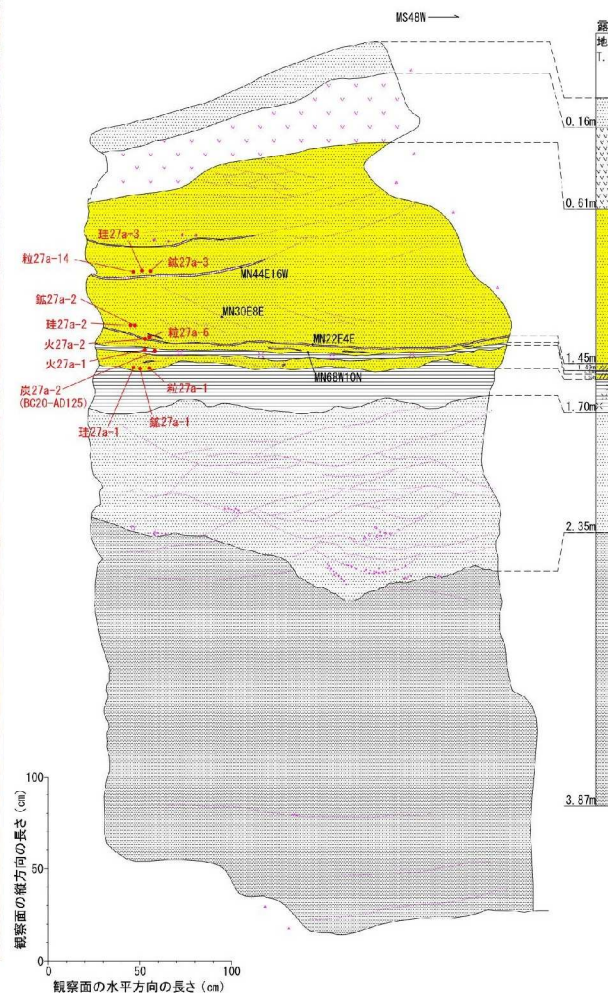 MS48W
露
地
T.
0.16m
0.61m
珪27a-3
粒27a-14
鉱27a-3
MN44E16W
鉱27a-2
MN30E8E
珪27a-2
粒27a-6
火27a-2
MN22E4E
火27a-1
1.45m
炭27a-2
MN68W10N
(BC20-AD125)
粒27a-1
珪27a-1
鉱27a-1
1.70m
2.35m
3.87m
観察面の縦方向の長さ(cm)
100
50
0
0
50
100
観察面の水平方向の長さ(cm)